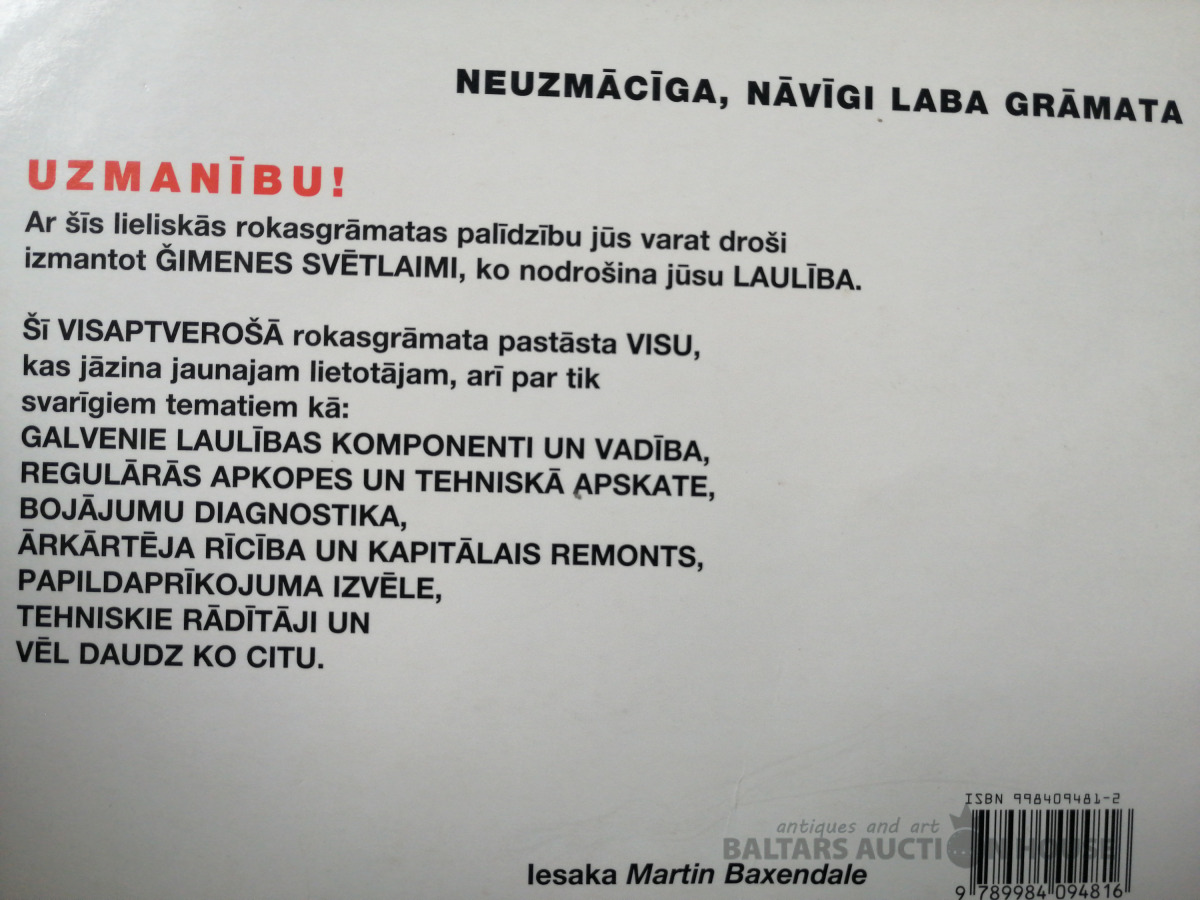 NEUZMĀCĪGA, NĀVĪGI LABA GRĀMATA
UZMANĪBU!
Ar šīs lieliskās rokasgrāmatas palīdzību jūs varat droši
izmantot ĞIMENES SVĒTLAIMI, ko nodrošina jūsu LAULĪBA.
Šī VISAPTVEROŠĀ rokasgrāmata pastāsta VISU,
kas jāzina jaunajam lietotājam, arī par tik
svarīgiem tematiem kā:
GALVENIE LAULĪBAS KOMPONENTI UN VADĪBA,
REGULĀRĀS APKOPES UN TEHNISKĀ APSKATE,
BOJĀJUMU DIAGNOSTIKA,
ĀRKĀRTĒJA RĪCĪBA UN KAPITĀLAIS REMONTS,
PAPILDAPRĪKOJUMA IZVĒLE,
TEHNISKIE RĀDĪTĀJI UN
VĒL DAUDZ KO CITU.
ISBN 998409481-2
antiques and art
BALTARS AUCTION HOUSE
Iesaka Martin Baxendale
9 789984 094816